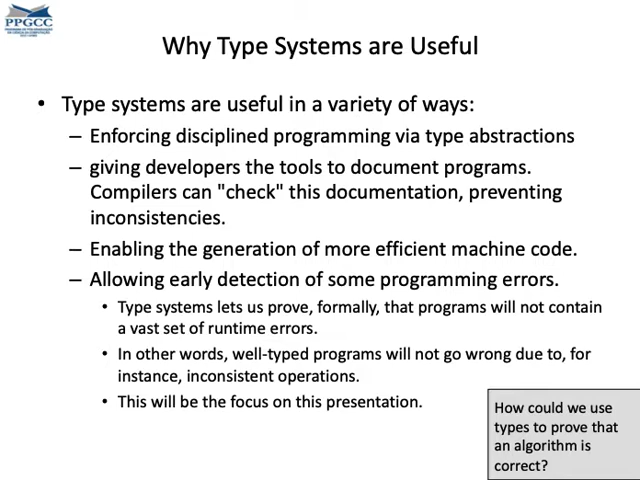 PPGCC
Why Type Systems are Useful
• Type systems are useful in a variety of ways:
– Enforcing disciplined programming via type abstractions
– giving developers the tools to document programs.
Compilers can "check" this documentation, preventing
inconsistencies.
– Enabling the generation of more efficient machine code.
– Allowing early detection of some programming errors.
• Type systems lets us prove, formally, that programs will not contain
a vast set of runtime errors.
• In other words, well-typed programs will not go wrong due to, for
instance, inconsistent operations.
• This will be the focus on this presentation.
How could we use
types to prove that
an algorithm is
correct?